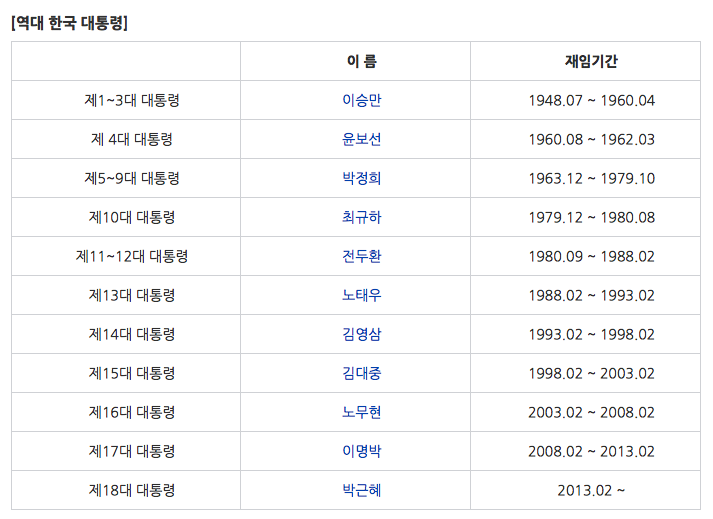 [역대 한국 대통령]
이 름 재임기간
제1~3대 대통령 이승만 1948.07 ~ 1960.04
제 4대 대통령 윤보선 1960.08 ~ 1962.03
제5~9대 대통령 박정희 1963.12 ~ 1979.10
제10대 대통령 최규하 1979.12 ~ 1980.08
제11~12대 대통령 전두환 1980.09 ~ 1988.02
제13대 대통령 노태우 1988.02 ~ 1993.02
제14대 대통령 김영삼 1993.02 ~ 1998.02
제15대 대통령 김대중 1998.02 ~ 2003.02
제16대 대통령 노무현 2003.02 ~ 2008.02
제17대 대통령 이명박 2008.02 ~ 2013.02
제18대 대통령 박근혜 2013.02 ~